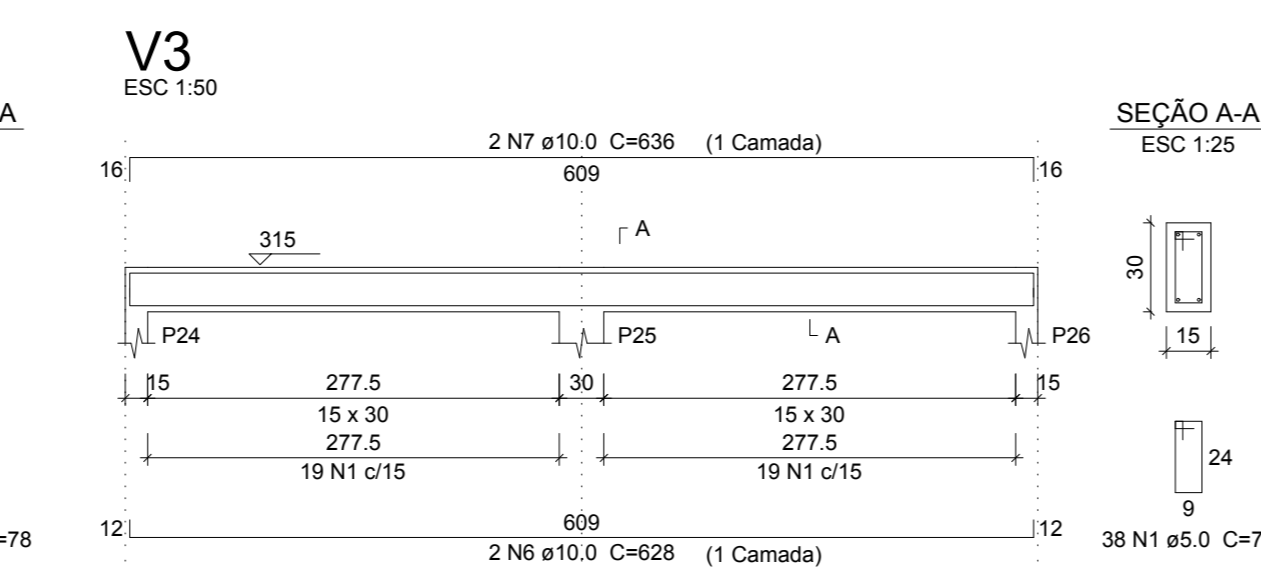 V3
ESC 1:50
A
SEÇÃO A-A
ESC 1:25
2 N7 ø10.0 C=636 (1 Camada)
16
609
16
A
315
30
P24
P25
A
P26
15
15
277.5
30
277.5
15
15 x 30
15 x 30
277.5
277.5
19 N1 c/15
19 N1 c/15
24
9
12
609
12
=78
2 N6 ø10.0 C=628 (1 Camada)
38 N1 ø5.0 C=7